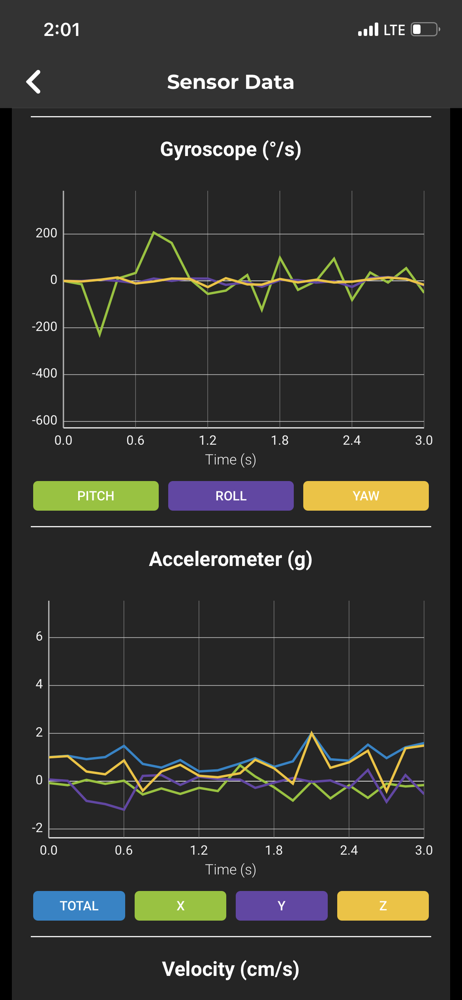 2:01 LTE
Sensor Data
Gyroscope (°/s)
200
0
-200
-400
-600
0.0 0.6 1.2 1.8 2.4 3.0
Time (s)
PITCH ROLL YAW
Accelerometer (g)
6
4
2
0
-2
0.0 0.6 1.2 1.8 2.4 3.0
Time (s)
TOTAL X Y Z
Velocity (cm/s)